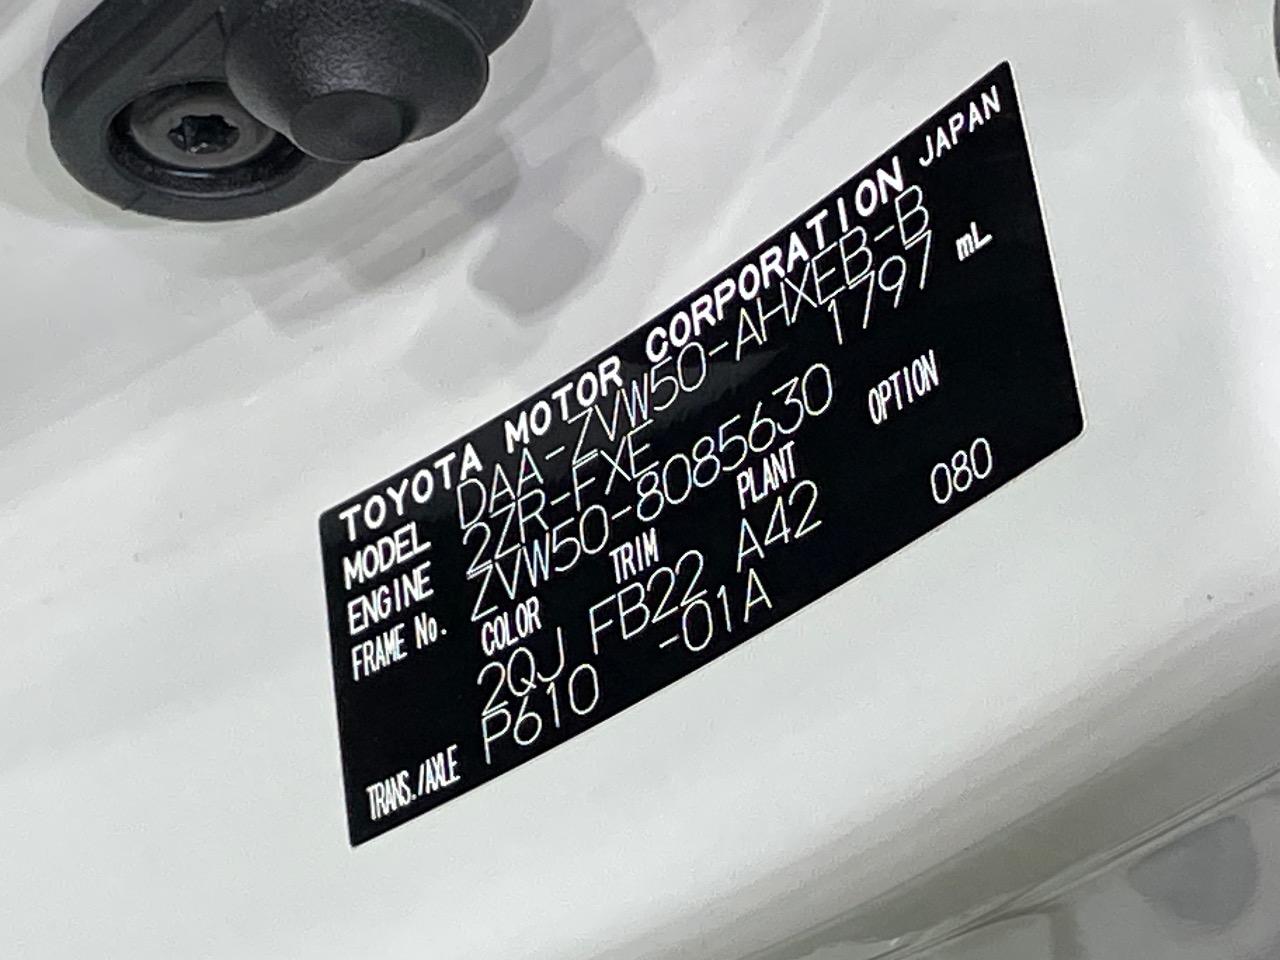 TOYOTA MOTOR CORPORATION JAPAN
MODEL DAA-ZVW50-AHXEB-B
ENGINE 2ZR-FXE 1797 mL
FRAME No. ZVW50-8085630
COLOR TRIM PLANT OPTION
2QJ FB22 A42 080
TRANS./AXLE P610 -01A